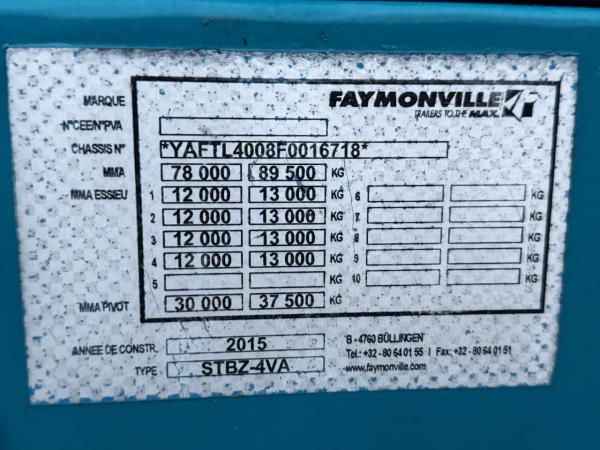 MARQUE FAYMONVILLE
TRAILERS TO THE MAX
N°CEE/N°PVA
CHASSIS N° *YAFTL4008F0016718*
MMA 78 000 89 500 KG
MMA ESSIEU 1 12 000 13 000 KG 6 KG
2 12 000 13 000 KG 7 KG
3 12 000 13 000 KG 8 KG
4 12 000 13 000 KG 9 KG
5 KG 10 KG
MMA PIVOT 30 000 37 500 KG
ANNEE DE CONSTR. 2015 B - 4760 BÜLLINGEN
TYPE STBZ-4VA Tel.: +32 - 80 64 01 55 / Fax: +32 - 80 64 01 51
www.faymonville.com